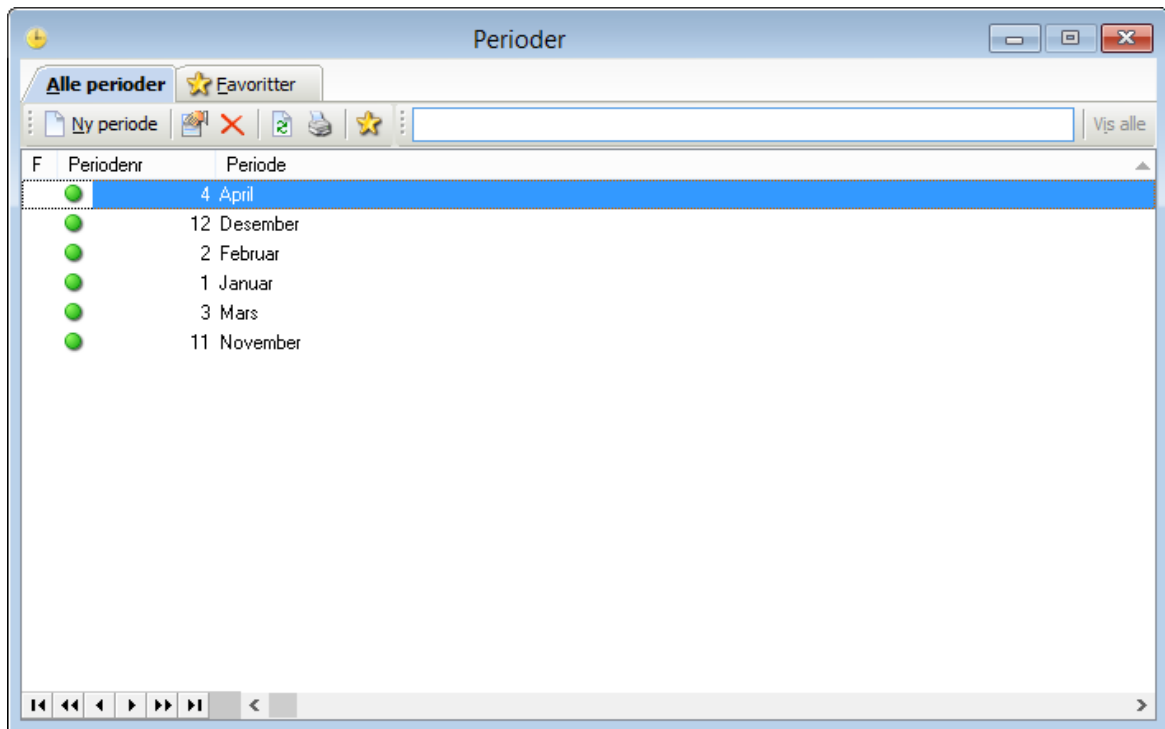 Perioder
Alle perioder Favoritter
Ny periode Vis alle
F Periodenr Periode
4 April
12 Desember
2 Februar
1 Januar
3 Mars
11 November